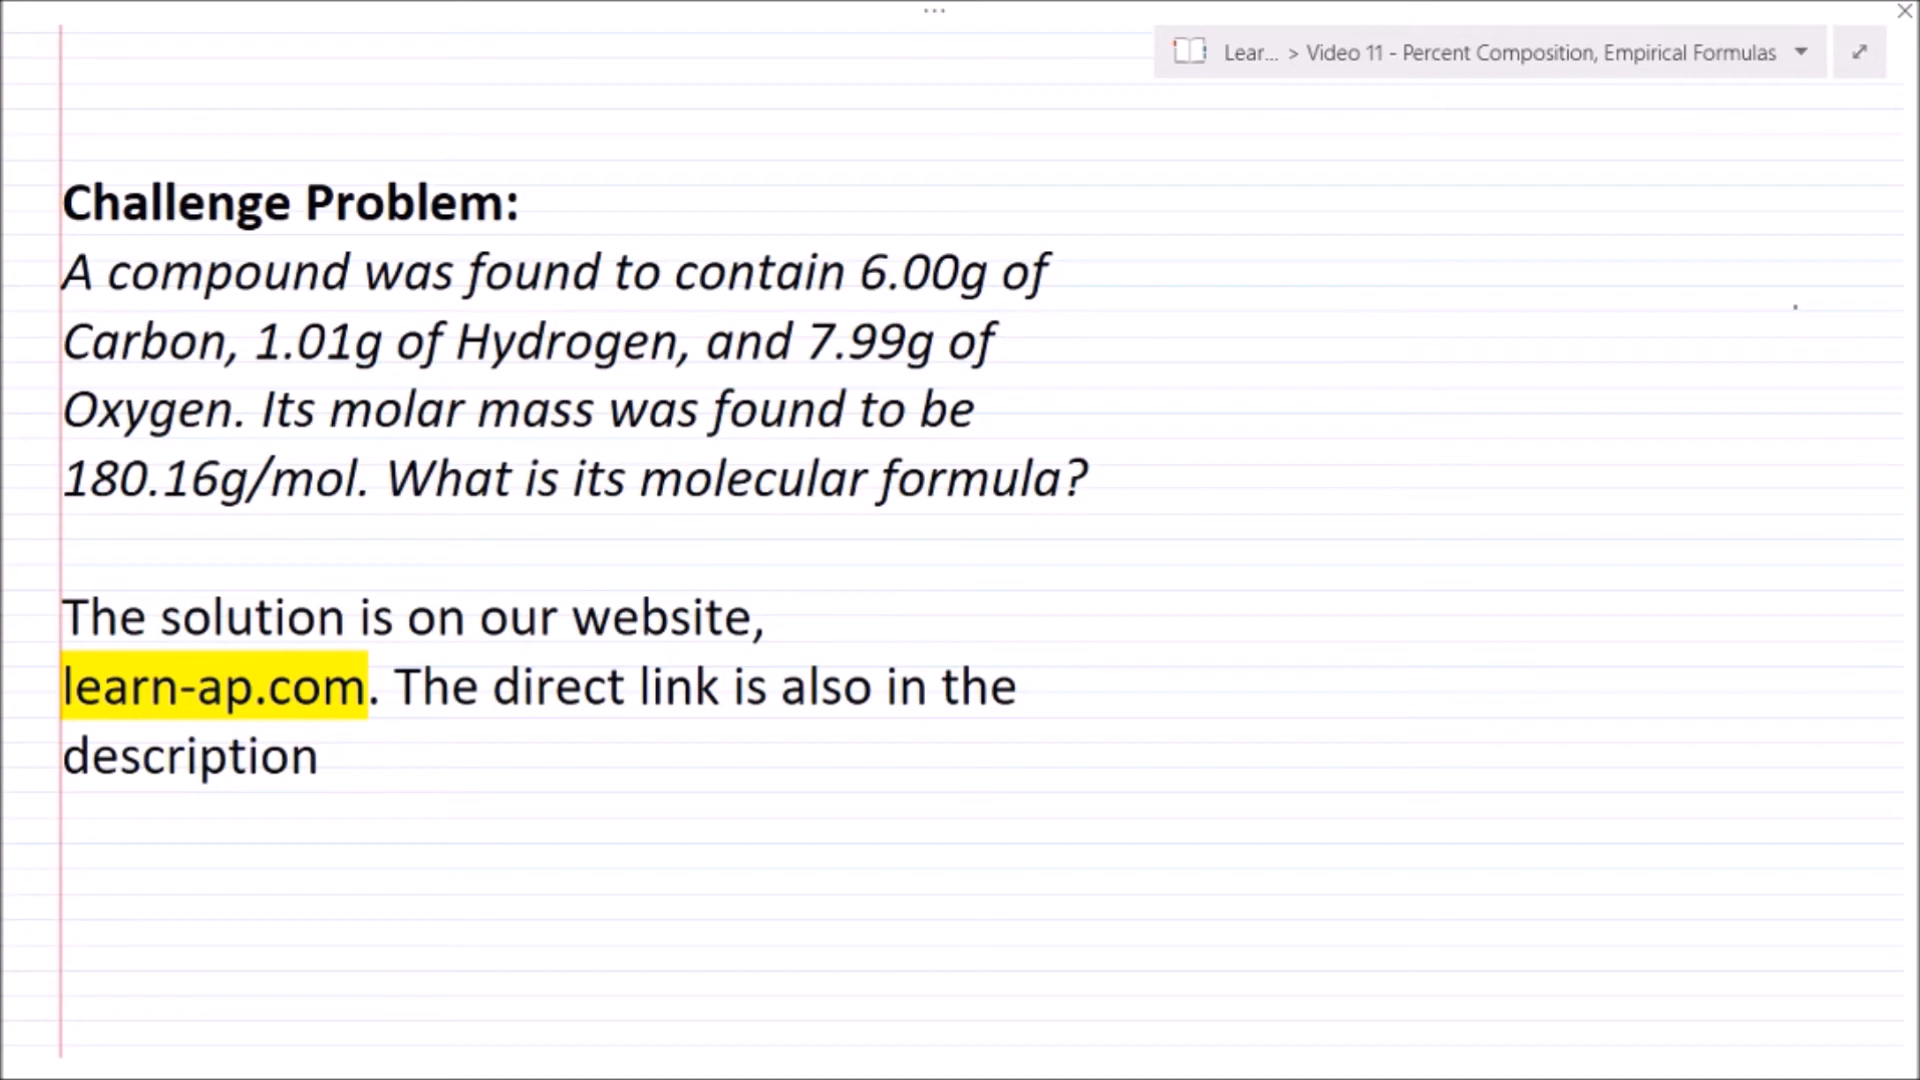 Lear... > Video 11 - Percent Composition, Empirical Formulas
Challenge Problem:
A compound was found to contain 6.00g of
Carbon, 1.01g of Hydrogen, and 7.99g of
Oxygen. Its molar mass was found to be
180.16g/mol. What is its molecular formula?
The solution is on our website,
learn-ap.com. The direct link is also in the
description